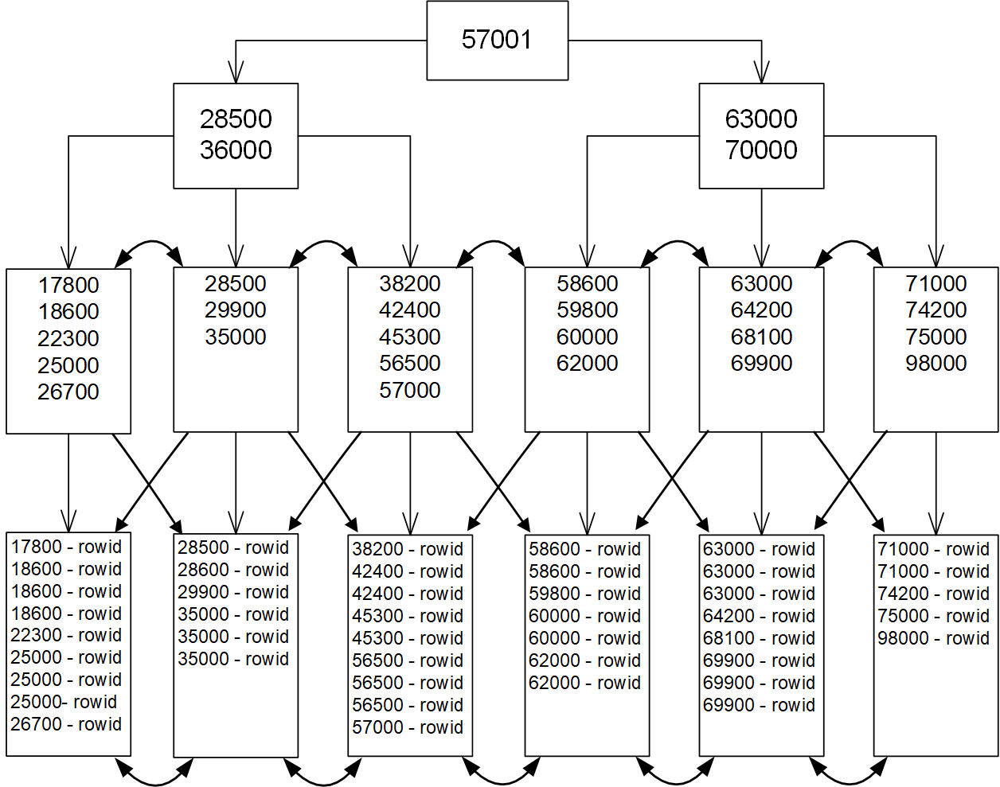 57001
28500
36000
63000
70000
17800
18600
22300
25000
26700
28500
29900
35000
38200
42400
45300
56500
57000
58600
59800
60000
62000
63000
64200
68100
69900
71000
74200
75000
98000
17800 - rowid
18600 - rowid
18600 - rowid
18600 - rowid
22300 - rowid
25000 - rowid
25000 - rowid
25000- rowid
26700 - rowid
28500 - rowid
28600 - rowid
29900 - rowid
35000 - rowid
35000 - rowid
35000 - rowid
38200 - rowid
42400 - rowid
42400 - rowid
45300 - rowid
45300 - rowid
56500 - rowid
56500 - rowid
56500 - rowid
57000 - rowid
58600 - rowid
58600 - rowid
59800 - rowid
60000 - rowid
60000 - rowid
62000 - rowid
62000 - rowid
63000 - rowid
63000 - rowid
63000 - rowid
64200 - rowid
68100 - rowid
69900 - rowid
69900 - rowid
69900 - rowid
71000 - rowid
71000 - rowid
74200 - rowid
75000 - rowid
98000 - rowid